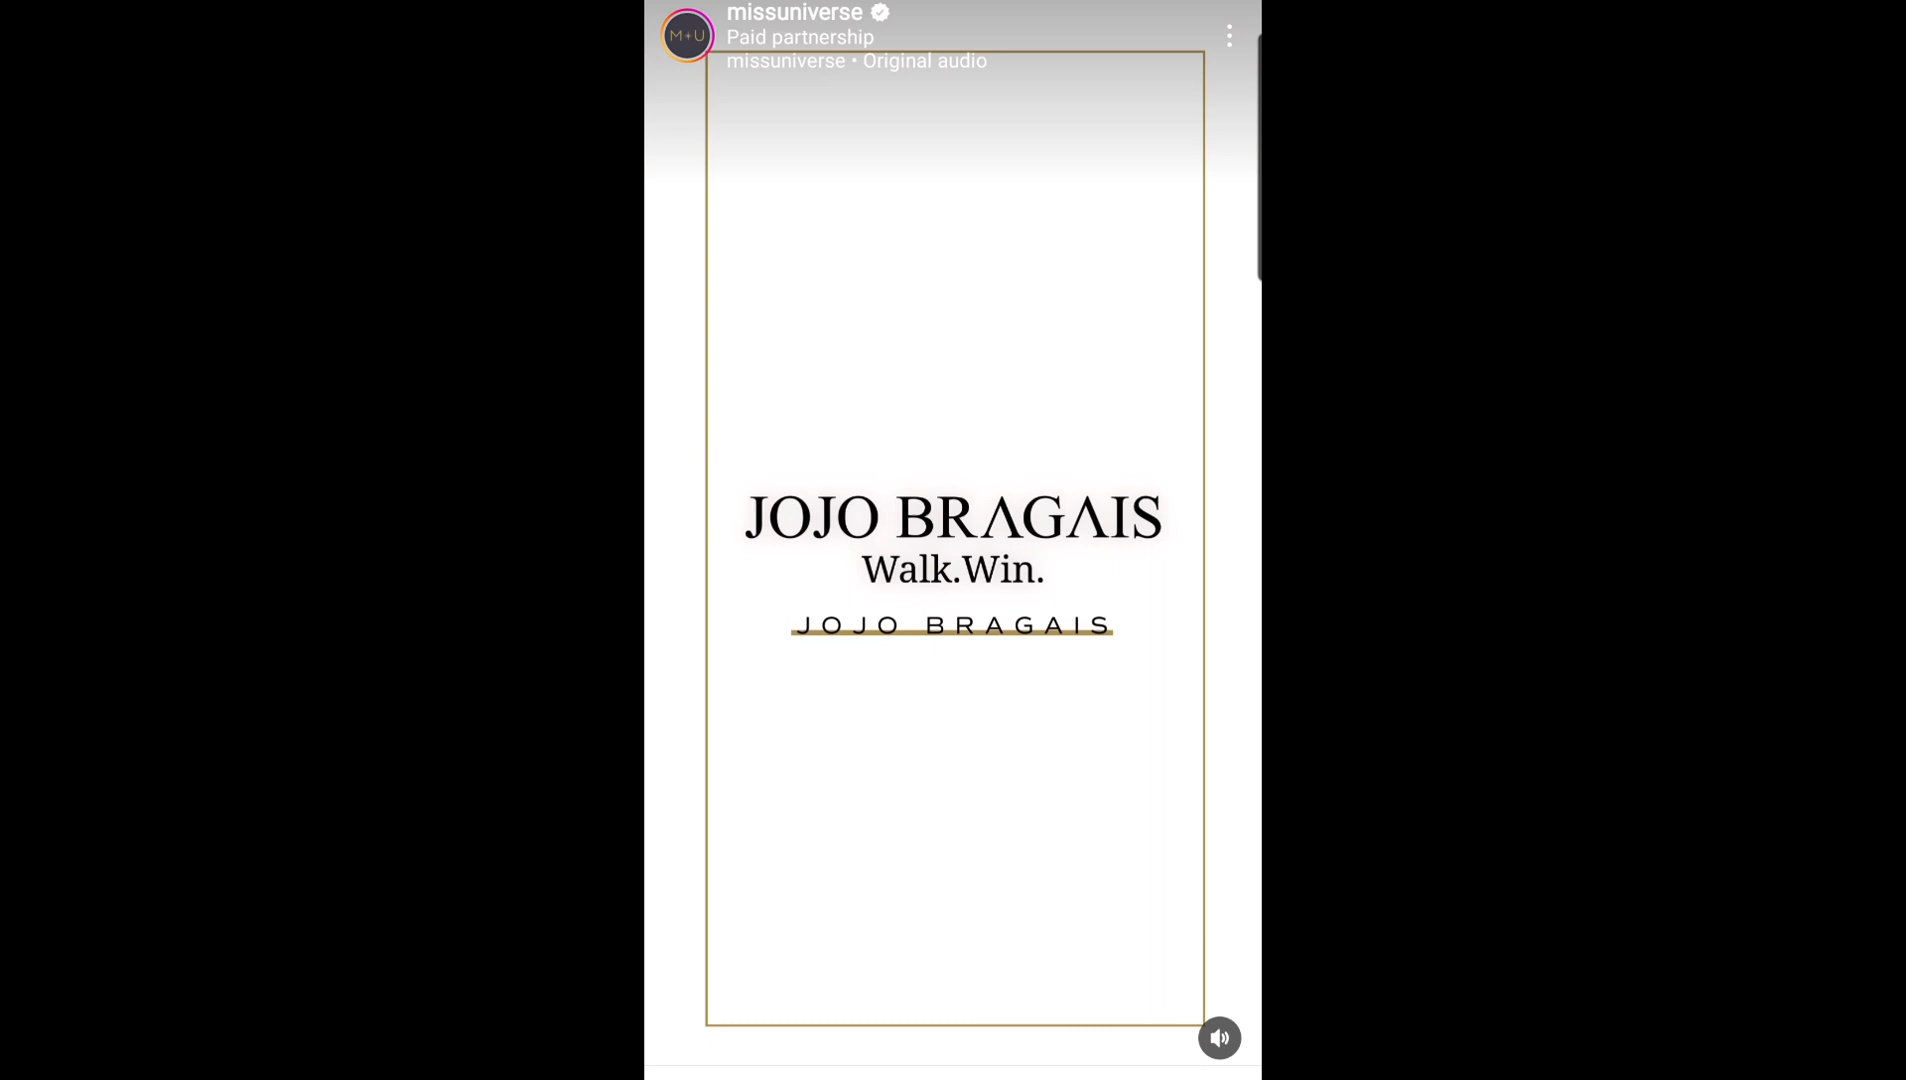 M+U
missuniverse
Paid partnership
missuniverse • Original audio
JOJO BRAGAIS
Walk.Win.
JOJO BRAGAIS